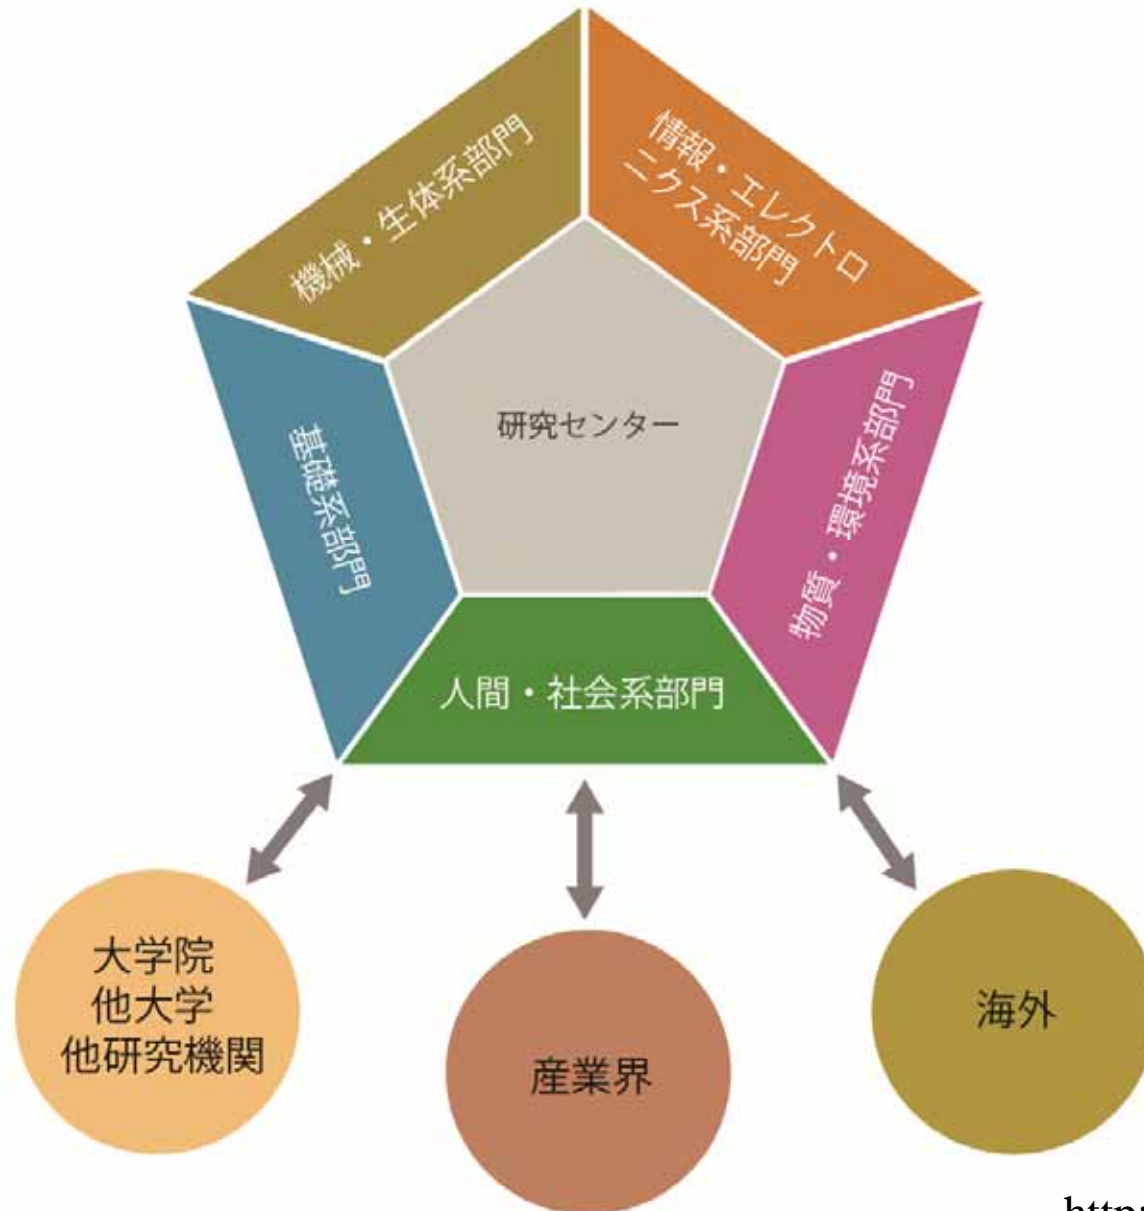 機械・生体系部門
情報・エレクトロ
ニクス系部門
研究センター
基礎系部門
物質・環境系部門
人間・社会系部門
大学院
他大学
他研究機関
産業界
海外
http: